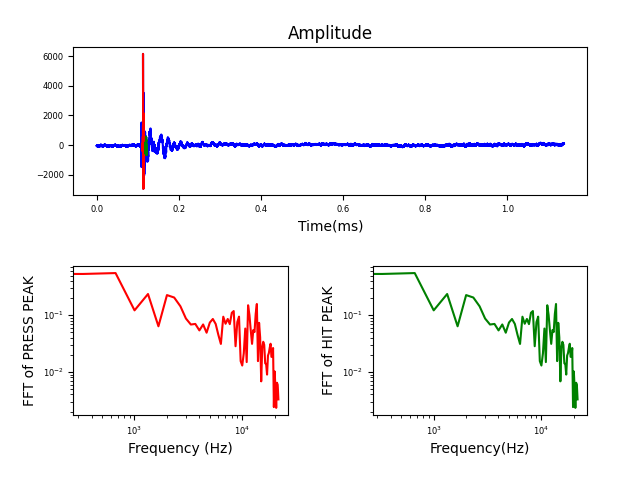 Amplitude
6000
4000
2000
0
−2000
0.0 0.2 0.4 0.6 0.8 1.0
Time(ms)
FFT of PRESS PEAK
10⁻¹
10⁻²
10³ 10⁴
Frequency (Hz)
FFT of HIT PEAK
10⁻¹
10⁻²
10³ 10⁴
Frequency(Hz)